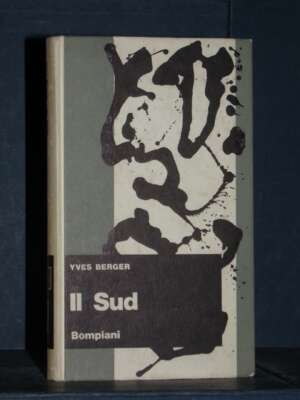 YVES BERGER
Il Sud
Bompiani